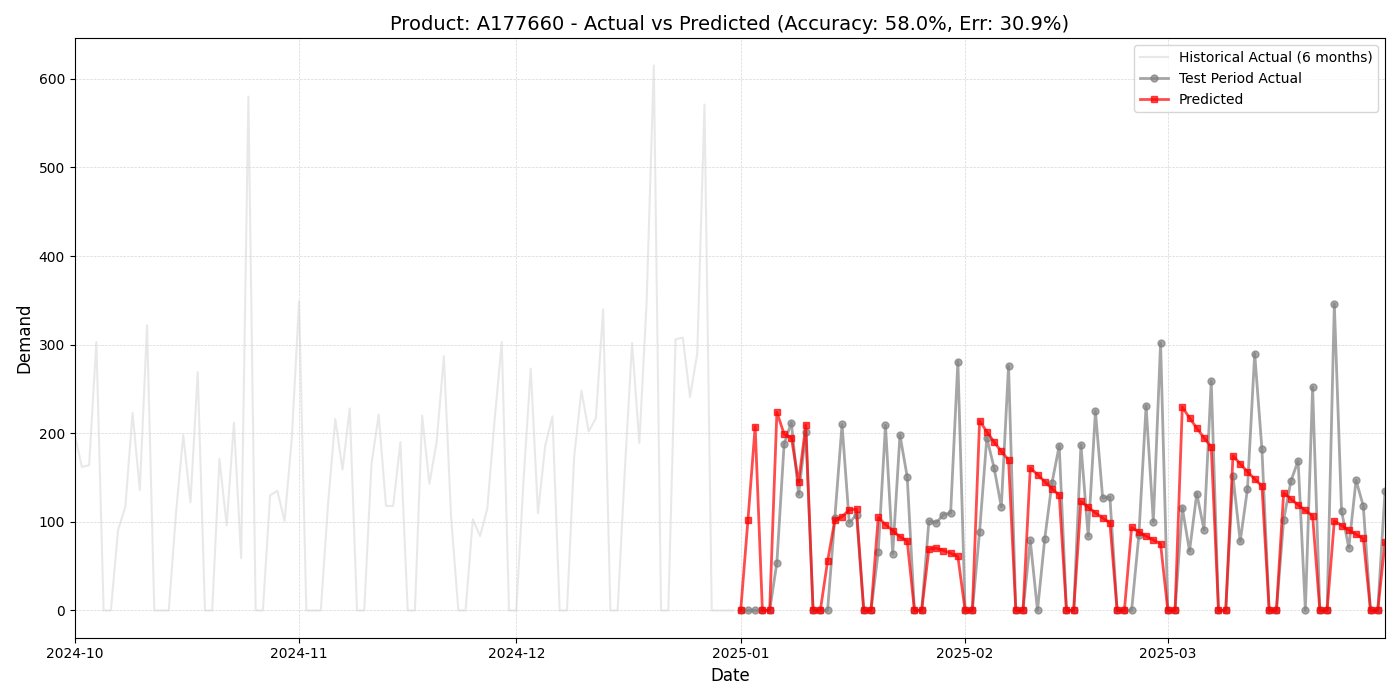 Product: A177660 - Actual vs Predicted (Accuracy: 58.0%, Err: 30.9%)
Historical Actual (6 months)
Test Period Actual
Predicted
Demand
600
500
400
300
200
100
0
2024-10
2024-11
2024-12
2025-01
2025-02
2025-03
Date